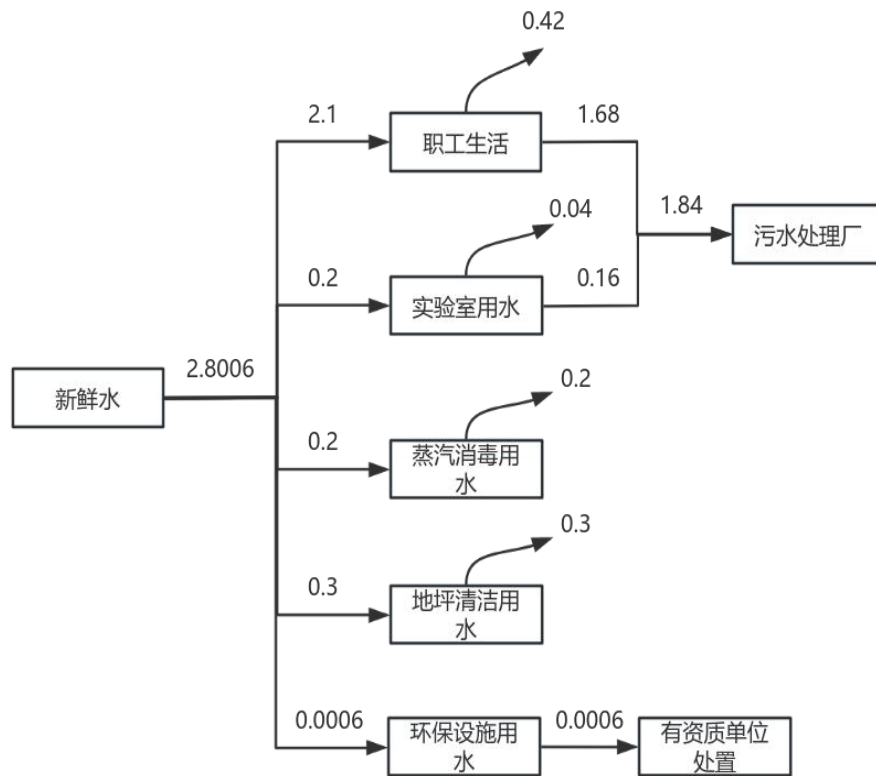 0.42
2.1
职工生活
1.68
0.04
1.84
污水处理厂
0.2
实验室用水
0.16
新鲜水
2.8006
0.2
0.2
蒸汽消毒用
水
0.3
0.3
地坪清洁用
水
0.0006
环保设施用
水
0.0006
有资质单位
处置